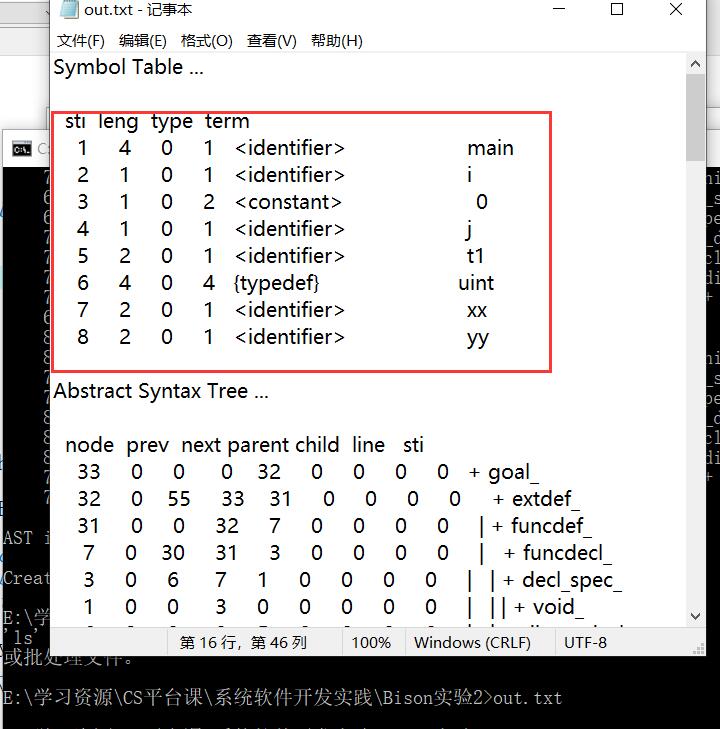 out.txt - 记事本
文件(F) 编辑(E) 格式(O) 查看(V) 帮助(H)
Symbol Table ...
sti leng type term
1 4 0 1 <identifier> main
2 1 0 1 <identifier> i
3 1 0 2 <constant> 0
4 1 0 1 <identifier> j
5 2 0 1 <identifier> t1
6 4 0 4 {typedef} uint
7 2 0 1 <identifier> xx
8 2 0 1 <identifier> yy
Abstract Syntax Tree ...
node prev next parent child line sti
33 0 0 0 32 0 0 0 0 + goal_
32 0 55 33 31 0 0 0 0 + extdef_
31 0 0 32 7 0 0 0 0 | + funcdef_
7 0 30 31 3 0 0 0 0 | + funcdecl_
3 0 6 7 1 0 0 0 0 | | + decl_spec_
1 0 0 3 0 0 0 0 0 | | | + void_
第 16 行，第 46 列 100% Windows (CRLF) UTF-8
AST i
Creat
E:\学
'ls'
或批处理文件。
E:\学习资源\CS平台课\系统软件开发实践\Bison实验2>out.txt